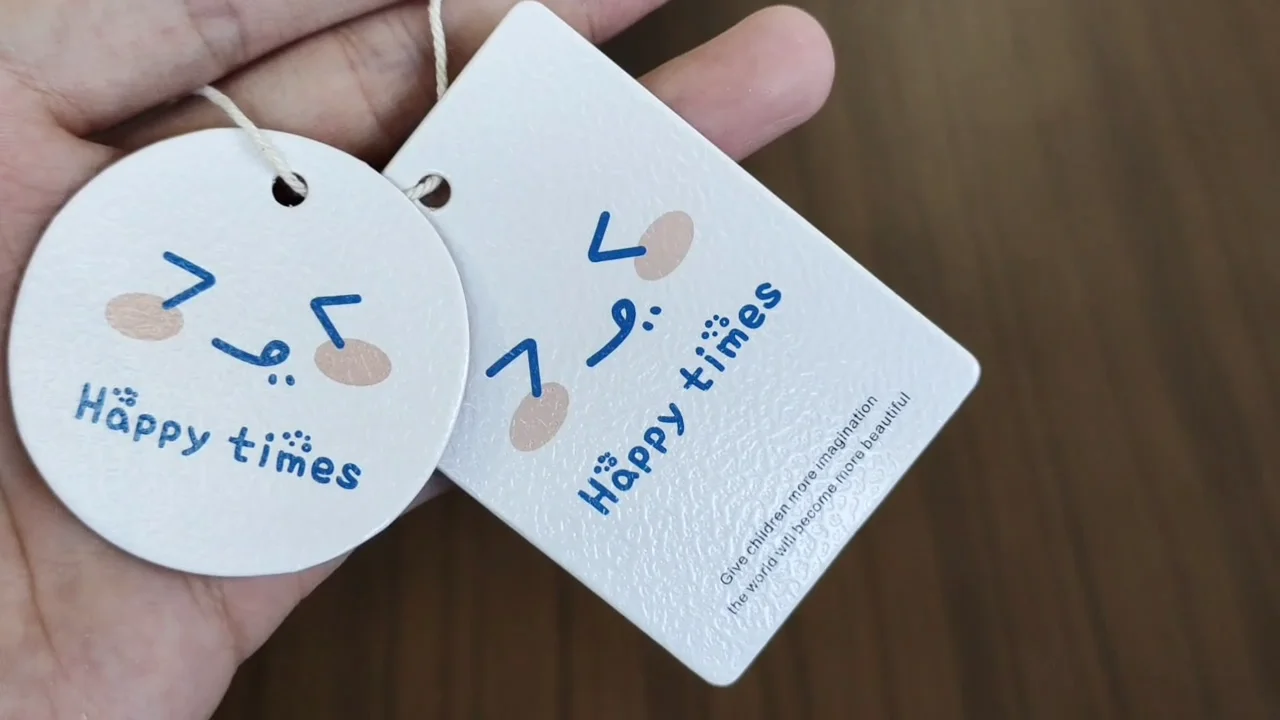 Happy times
Happy times
Give children more imagination
the world will become more beautiful